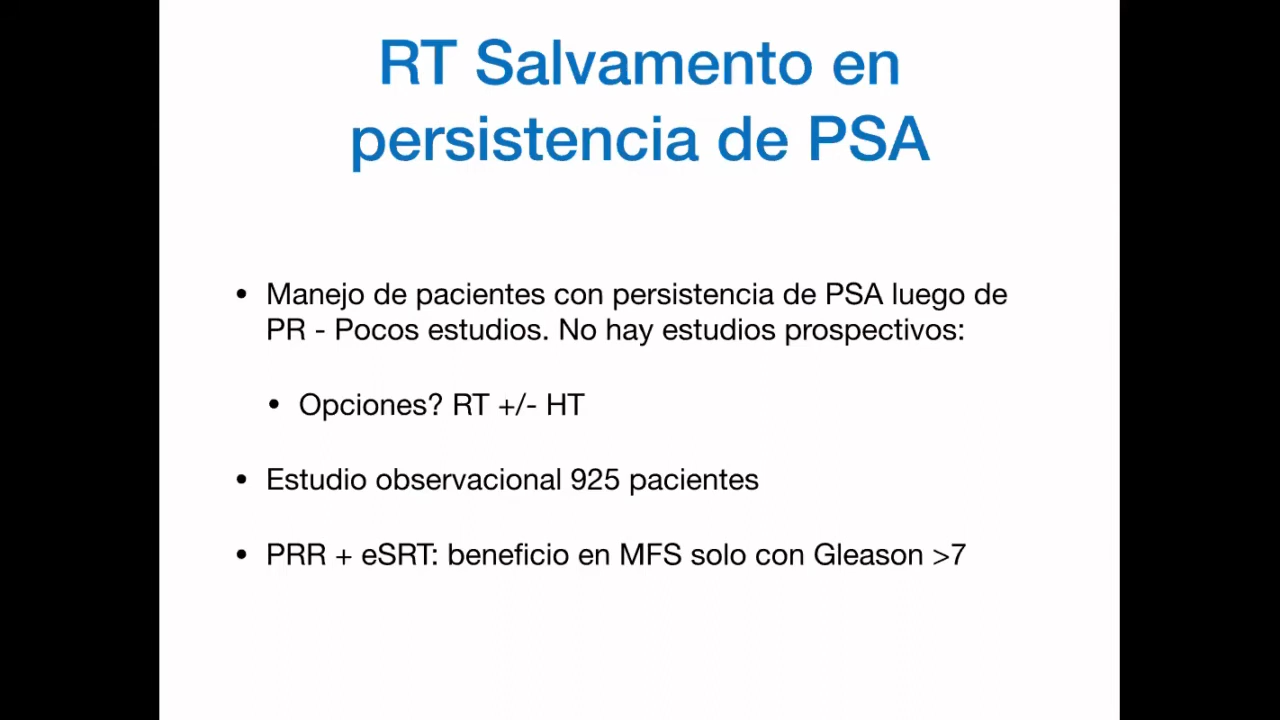 RT Salvamento en
persistencia de PSA
• Manejo de pacientes con persistencia de PSA luego de
PR - Pocos estudios. No hay estudios prospectivos:
• Opciones? RT +/- HT
• Estudio observacional 925 pacientes
• PRR + eSRT: beneficio en MFS solo con Gleason >7